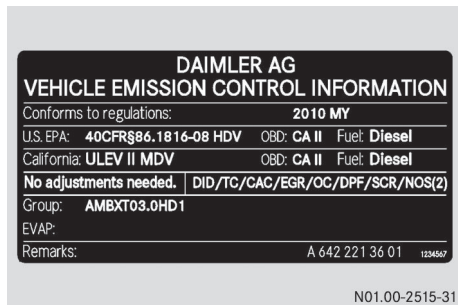 DAIMLER AG
VEHICLE EMISSION CONTROL INFORMATION
Conforms to regulations: 2010 MY
U.S. EPA: 40CFR§86.1816-08 HDV OBD: CA II Fuel: Diesel
California: ULEV II MDV OBD: CA II Fuel: Diesel
No adjustments needed. DID/TC/CAC/EGR/OC/DPF/SCR/NOS(2)
Group: AMBXT03.0HD1
EVAP:
Remarks: A 642 221 36 01 1234567
N01.00-2515-31